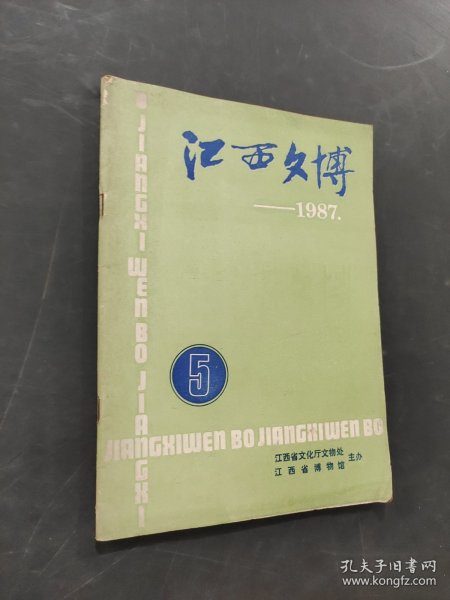 江西文博
——1987.
JIANGXI WEN BO JIANGXI
5
JIANGXIWEN BO JIANGXIWEN BO
江西省文化厅文物处
江西省博物馆 主办
孔夫子旧书网
www.kongfz.com